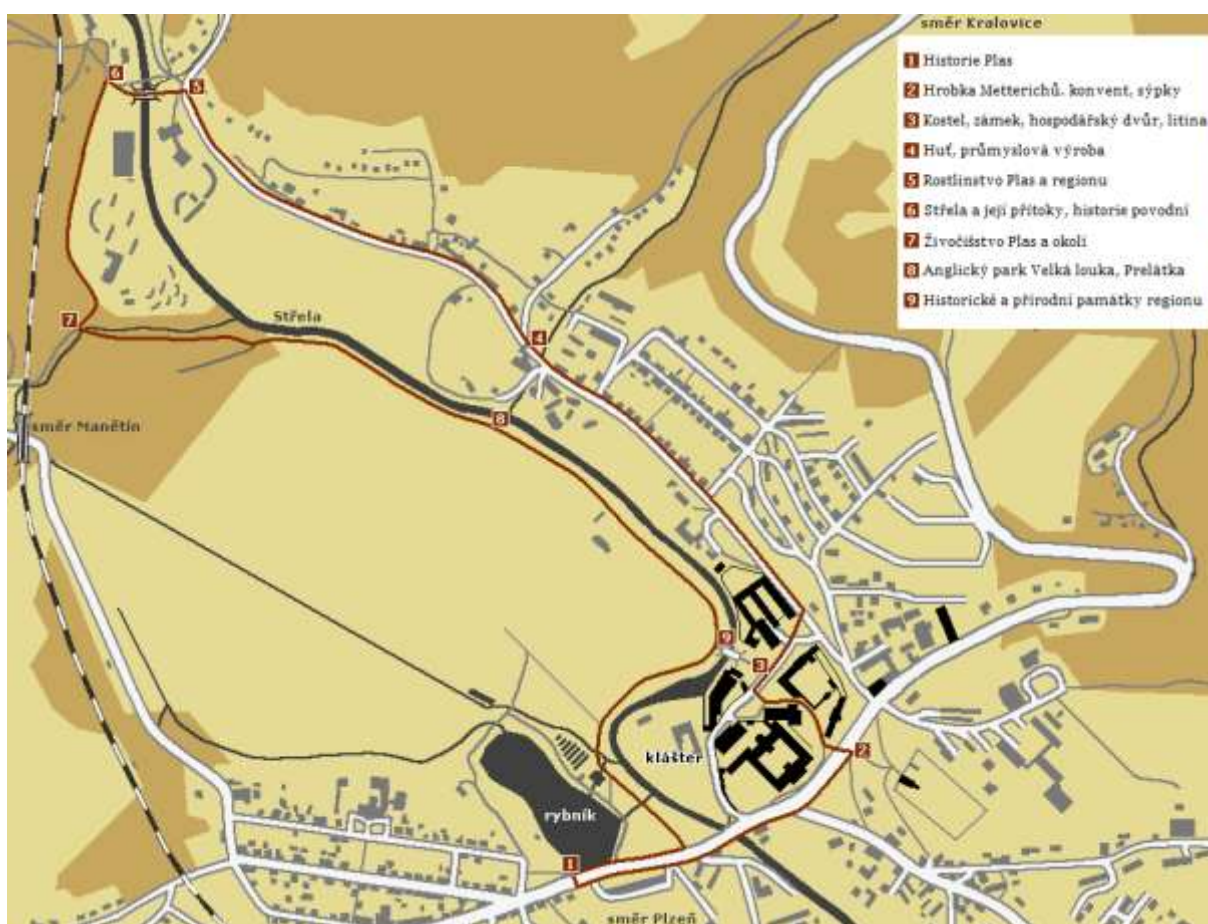 směr Kralovice
1 Historie Plas
2 Hrobka Metterichů. konvent, sýpky
3 Kostel, zámek, hospodářský dvůr, litina
4 Huť, průmyslová výroba
5 Rostlinstvo Plas a regionu
6 Střela a její přítoky, historie povodní
7 Živočišstvo Plas a okolí
8 Anglický park Velká louka, Prelátka
9 Historické a přírodní památky regionu
6
5
Střela
7
4
8
směr Manětín
9
3
klášter
2
rybník
1
směr Plzeň